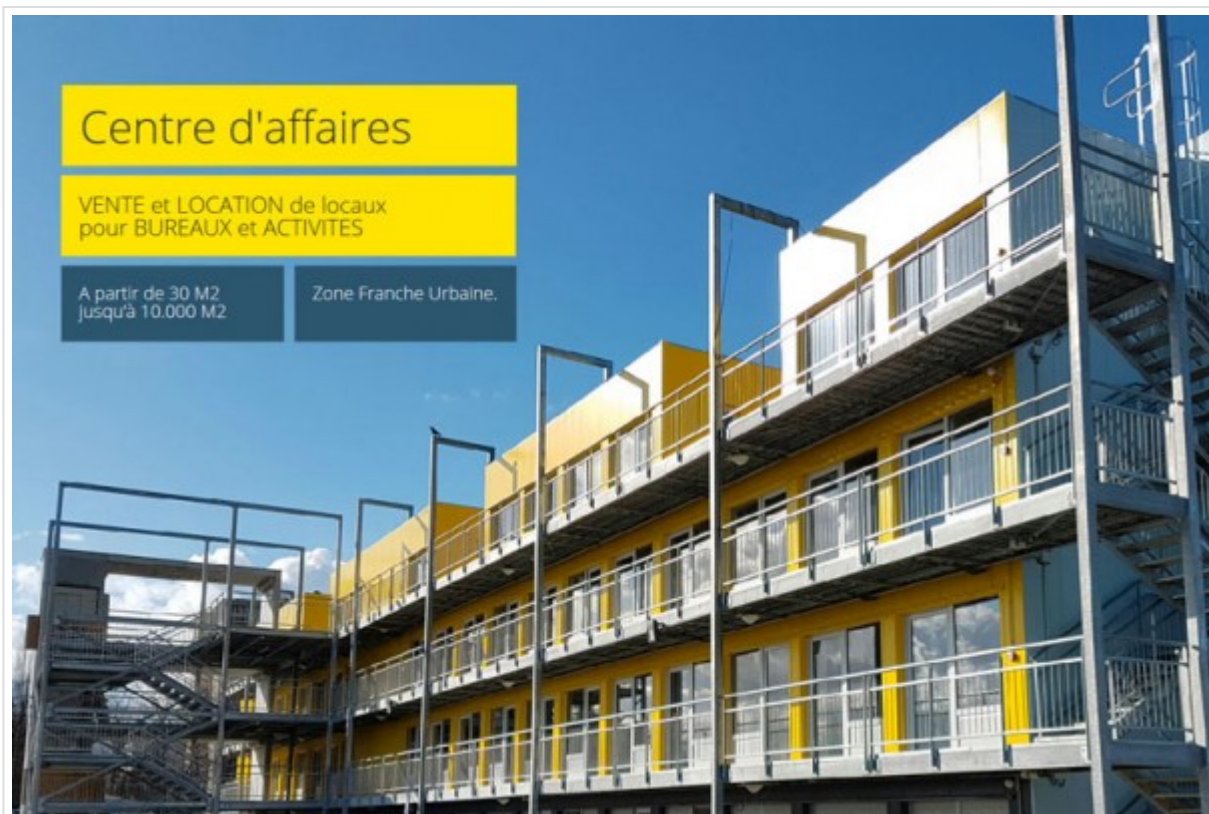 Centre d'affaires
VENTE et LOCATION de locaux
pour BUREAUX et ACTIVITES
A partir de 30 M2
jusqu'à 10.000 M2
Zone Franche Urbaine.